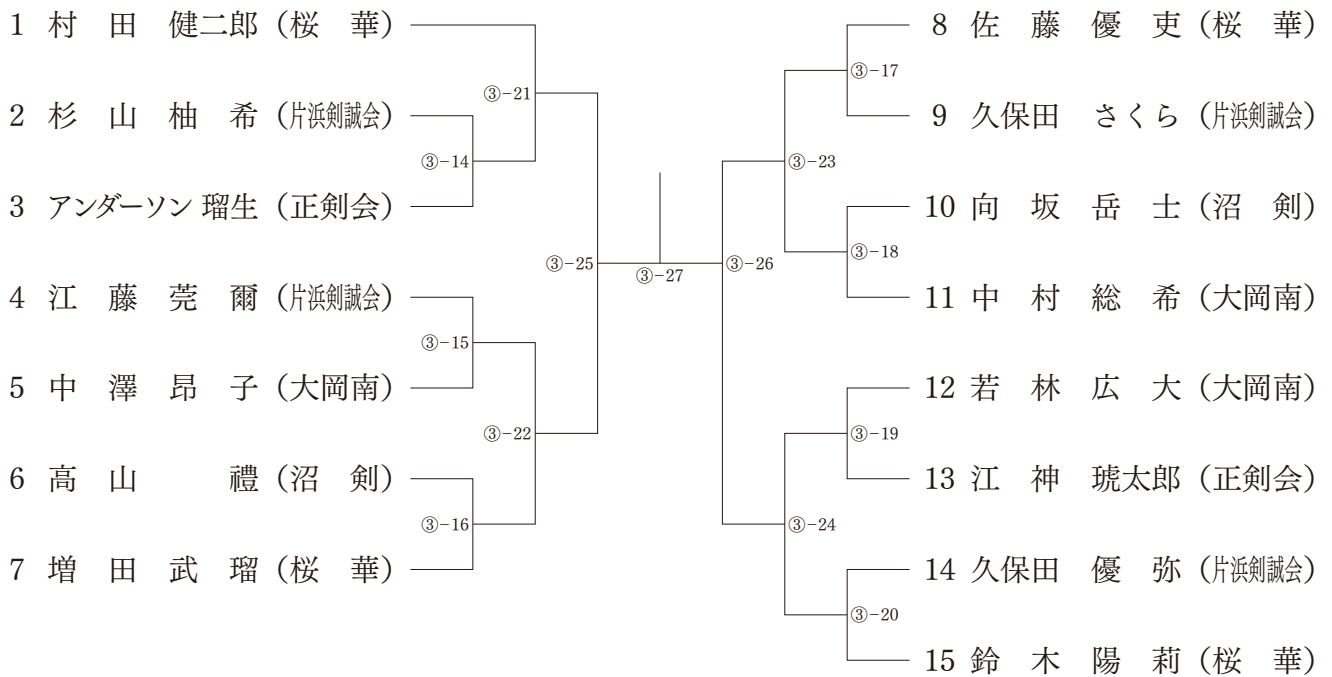 1 村 田 健二郎（桜 華）
③-21
2 杉 山 柚 希（片浜剣誠会）
③-14
3 アンダーソン 瑠生（正剣会）
③-25
4 江 藤 莞 爾（片浜剣誠会）
③-15
5 中 澤 昂 子（大岡南）
③-22
6 高 山 禮（沼 剣）
③-16
7 増 田 武 瑠（桜 華）
③-27
8 佐 藤 優 吏（桜 華）
③-17
9 久保田 さくら（片浜剣誠会）
③-23
10 向 坂 岳 士（沼 剣）
③-18
11 中 村 総 希（大岡南）
③-26
12 若 林 広 大（大岡南）
③-19
13 江 神 琥太郎（正剣会）
③-24
14 久保田 優 弥（片浜剣誠会）
③-20
15 鈴 木 陽 莉（桜 華）